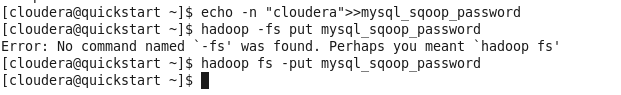 [cloudera@quickstart ~]$ echo -n "cloudera">>mysql_sqoop_password
[cloudera@quickstart ~]$ hadoop -fs put mysql_sqoop_password
Error: No command named `-fs' was found. Perhaps you meant `hadoop fs'
[cloudera@quickstart ~]$ hadoop fs -put mysql_sqoop_password
[cloudera@quickstart ~]$